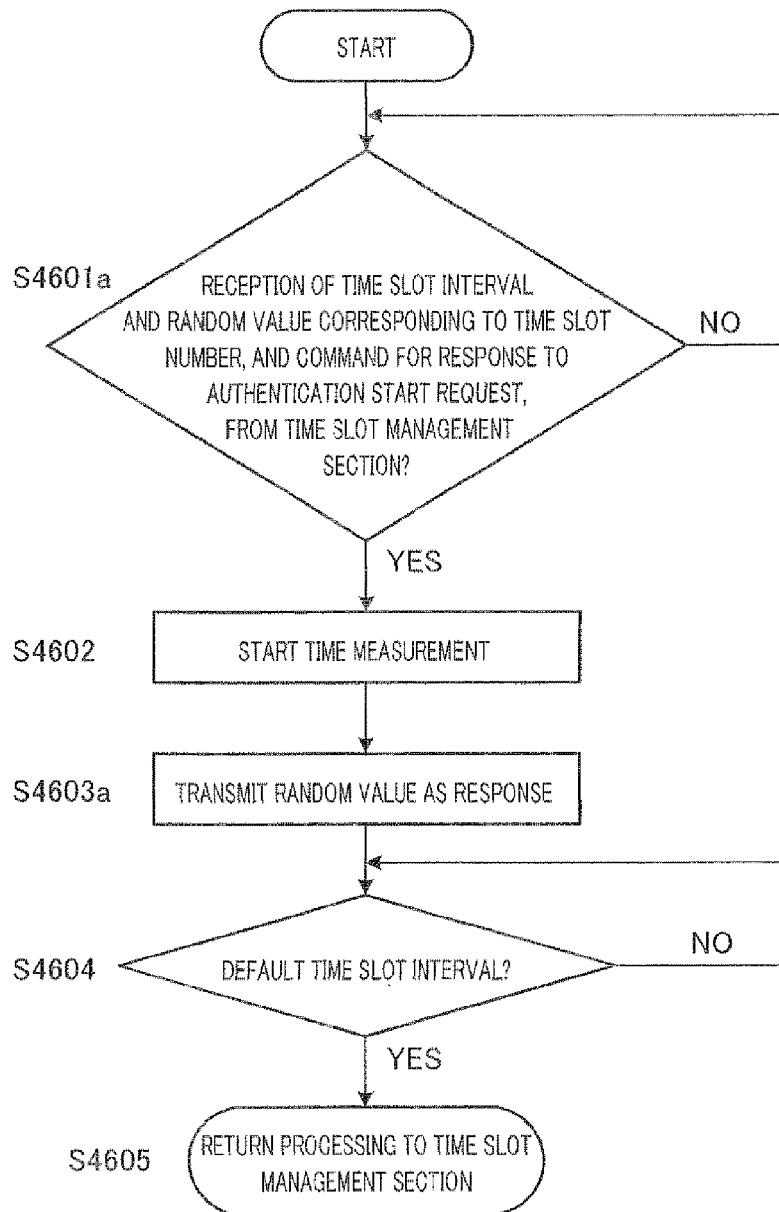 START
S4601a
RECEPTION OF TIME SLOT INTERVAL
AND RANDOM VALUE CORRESPONDING TO TIME SLOT
NUMBER, AND COMMAND FOR RESPONSE TO
AUTHENTICATION START REQUEST,
FROM TIME SLOT MANAGEMENT
SECTION?
NO
YES
S4602
START TIME MEASUREMENT
S4603a
TRANSMIT RANDOM VALUE AS RESPONSE
S4604
DEFAULT TIME SLOT INTERVAL?
NO
YES
S4605
RETURN PROCESSING TO TIME SLOT
MANAGEMENT SECTION